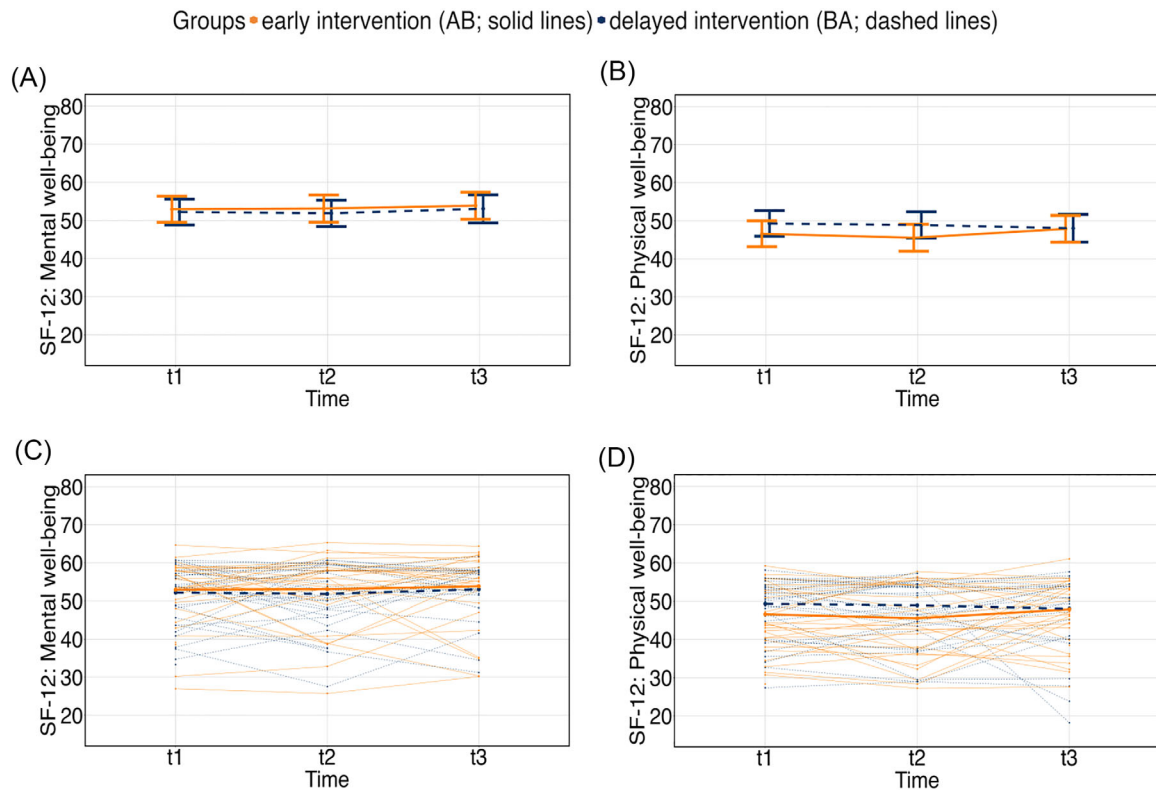 Groups early intervention (AB; solid lines) delayed intervention (BA; dashed lines)
(A)
SF-12: Mental well-being
80
70
60
50
40
30
20
t1 t2 t3
Time
(B)
SF-12: Physical well-being
80
70
60
50
40
30
20
t1 t2 t3
Time
(C)
SF-12: Mental well-being
80
70
60
50
40
30
20
t1 t2 t3
Time
(D)
SF-12: Physical well-being
80
70
60
50
40
30
20
t1 t2 t3
Time